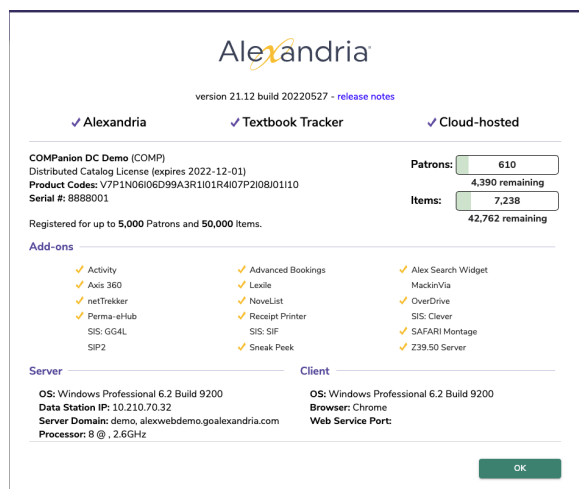 Alexandria
version 21.12 build 20220527 - release notes
Alexandria Textbook Tracker Cloud-hosted
COMPanion DC Demo (COMP)
Distributed Catalog License (expires 2022-12-01)
Product Codes: V7P1N06I06D99A3R1I01R4I07P2I08J01I10
Serial #: 8888001
Registered for up to 5,000 Patrons and 50,000 Items.
Patrons: 610
4,390 remaining
Items: 7,238
42,762 remaining
Add-ons
Activity Advanced Bookings Alex Search Widget
Axis 360 Lexile MackinVia
netTrekker NoveList OverDrive
Perma-eHub Receipt Printer SIS: Clever
SIS: GG4L SIS: SIF SAFARI Montage
SIP2 Sneak Peek Z39.50 Server
Server
OS: Windows Professional 6.2 Build 9200
Data Station IP: 10.210.70.32
Server Domain: demo, alexwebdemo.goalexandria.com
Processor: 8 @ , 2.6GHz
Client
OS: Windows Professional 6.2 Build 9200
Browser: Chrome
Web Service Port:
OK